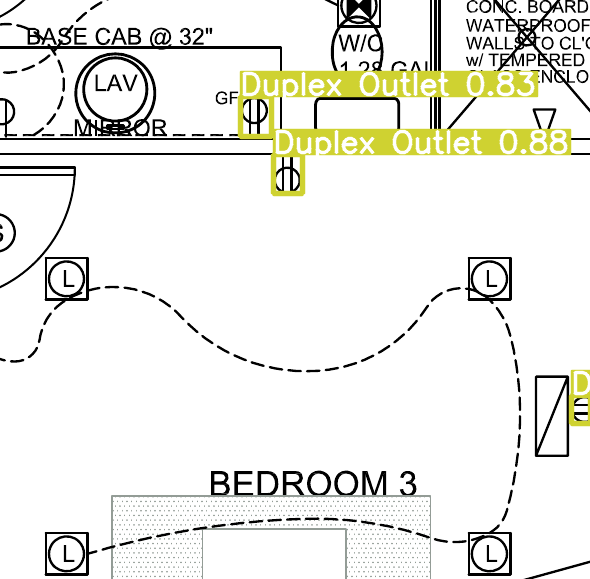 CONC. BOARD
WATERPROOF
WALLS TO CL'G
w/ TEMPERED
ENCLO
BASE CAB @ 32"
W/C
1.28 GAL
LAV
GF
MIRROR
Duplex Outlet 0.83
Duplex Outlet 0.88
S
L
L
D
BEDROOM 3
L
L